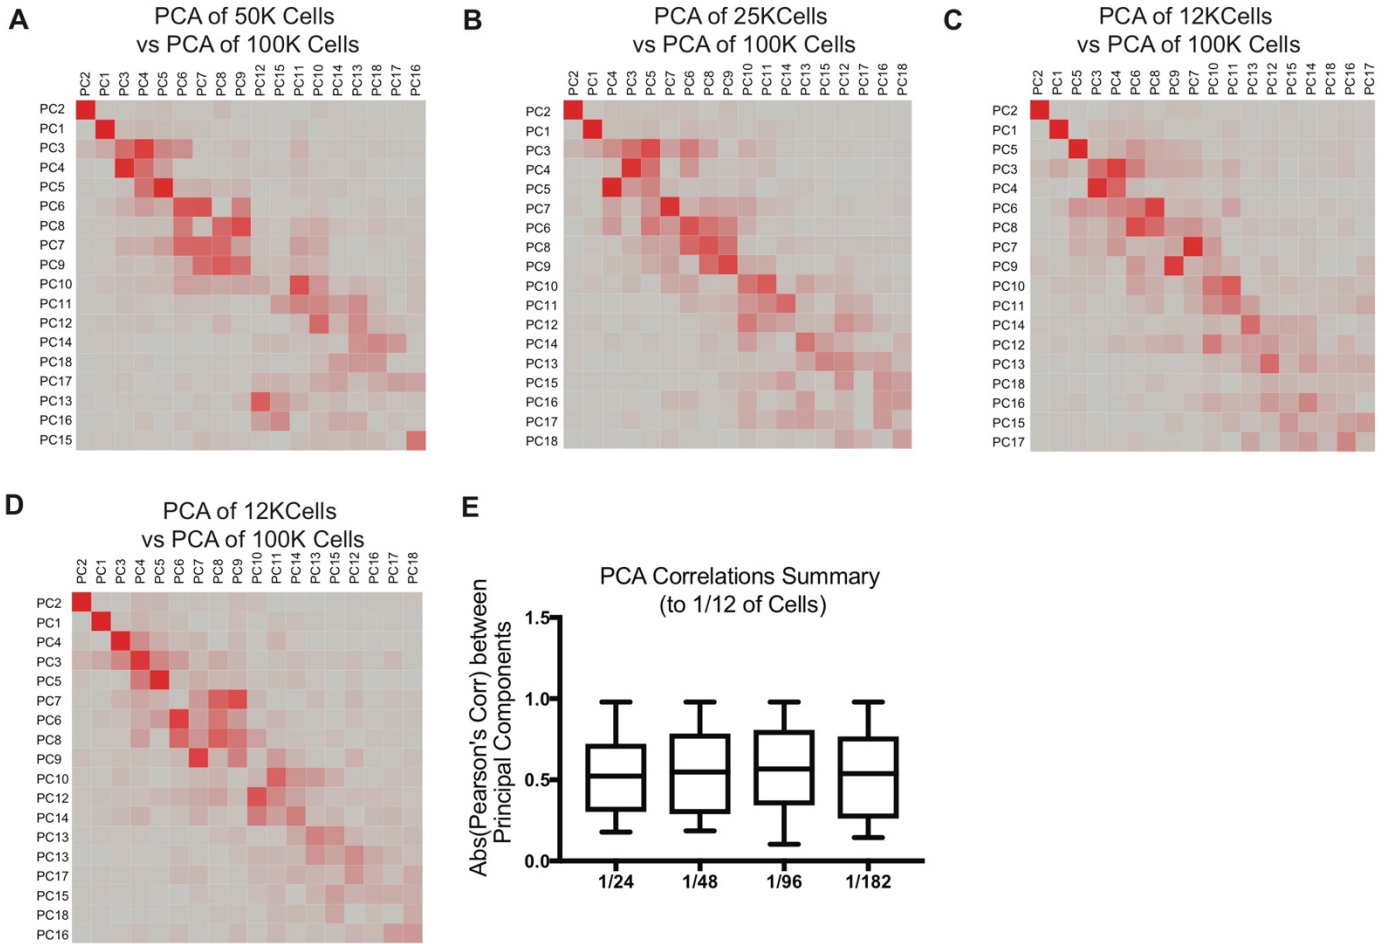 A
PCA of 50K Cells
vs PCA of 100K Cells
PC2 PC1 PC3 PC4 PC5 PC6 PC7 PC8 PC9 PC12 PC15 PC11 PC10 PC14 PC13 PC18 PC17 PC16
PC2
PC1
PC3
PC4
PC5
PC6
PC8
PC7
PC9
PC10
PC11
PC12
PC14
PC18
PC17
PC13
PC16
PC15
B
PCA of 25KCells
vs PCA of 100K Cells
PC2 PC1 PC4 PC3 PC5 PC7 PC6 PC8 PC9 PC10 PC11 PC14 PC13 PC15 PC12 PC17 PC16 PC18
PC2
PC1
PC3
PC4
PC5
PC7
PC6
PC8
PC9
PC10
PC11
PC12
PC14
PC13
PC15
PC16
PC17
PC18
C
PCA of 12KCells
vs PCA of 100K Cells
PC2 PC1 PC5 PC3 PC4 PC6 PC8 PC9 PC7 PC10 PC11 PC13 PC12 PC15 PC14 PC18 PC16 PC17
PC2
PC1
PC5
PC3
PC4
PC6
PC8
PC7
PC9
PC10
PC11
PC14
PC12
PC13
PC18
PC16
PC15
PC17
D
PCA of 12KCells
vs PCA of 100K Cells
PC2 PC1 PC3 PC4 PC5 PC6 PC7 PC8 PC9 PC10 PC11 PC14 PC13 PC15 PC12 PC16 PC17 PC18
PC2
PC1
PC4
PC3
PC5
PC7
PC6
PC8
PC9
PC10
PC12
PC14
PC13
PC13
PC17
PC15
PC18
PC16
E
PCA Correlations Summary
(to 1/12 of Cells)
Abs(Pearson's Corr) between
Principal Components
1.5
1.0
0.5
0.0
1/24 1/48 1/96 1/182